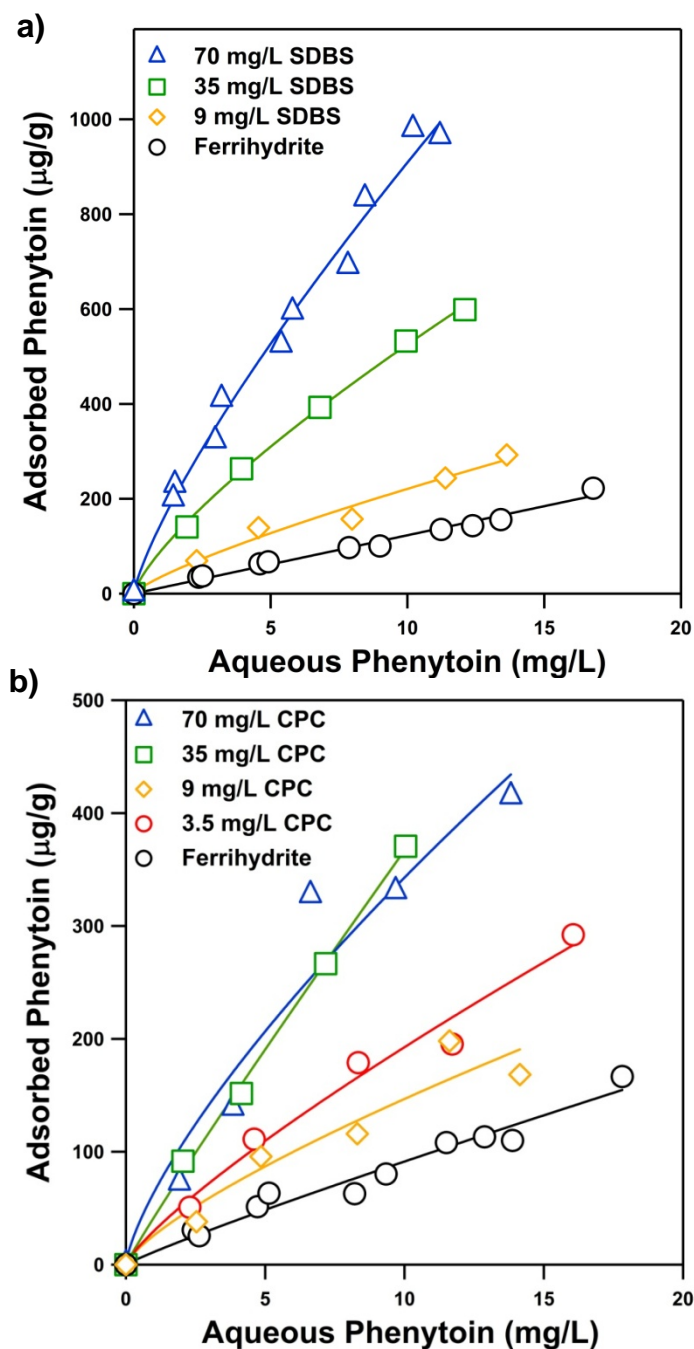 a)
70 mg/L SDBS
35 mg/L SDBS
9 mg/L SDBS
Ferrihydrite
1000
800
600
400
200
0
Adsorbed Phenytoin (µg/g)
0 5 10 15 20
Aqueous Phenytoin (mg/L)
b)
500
70 mg/L CPC
35 mg/L CPC
9 mg/L CPC
3.5 mg/L CPC
Ferrihydrite
400
300
200
100
0
Adsorbed Phenytoin (µg/g)
0 5 10 15 20
Aqueous Phenytoin (mg/L)